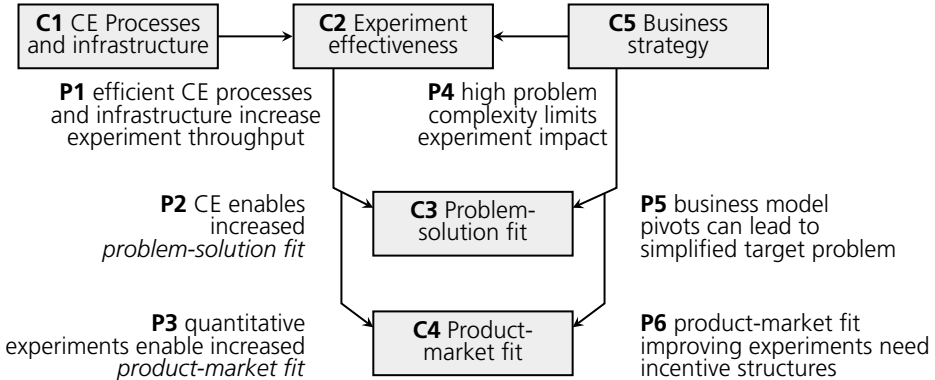 C1 CE Processes
and infrastructure
C2 Experiment
effectiveness
C5 Business
strategy
P1 efficient CE processes
and infrastructure increase
experiment throughput
P4 high problem
complexity limits
experiment impact
P2 CE enables
increased
problem-solution fit
C3 Problem-
solution fit
P5 business model
pivots can lead to
simplified target problem
P3 quantitative
experiments enable increased
product-market fit
C4 Product-
market fit
P6 product-market fit
improving experiments need
incentive structures